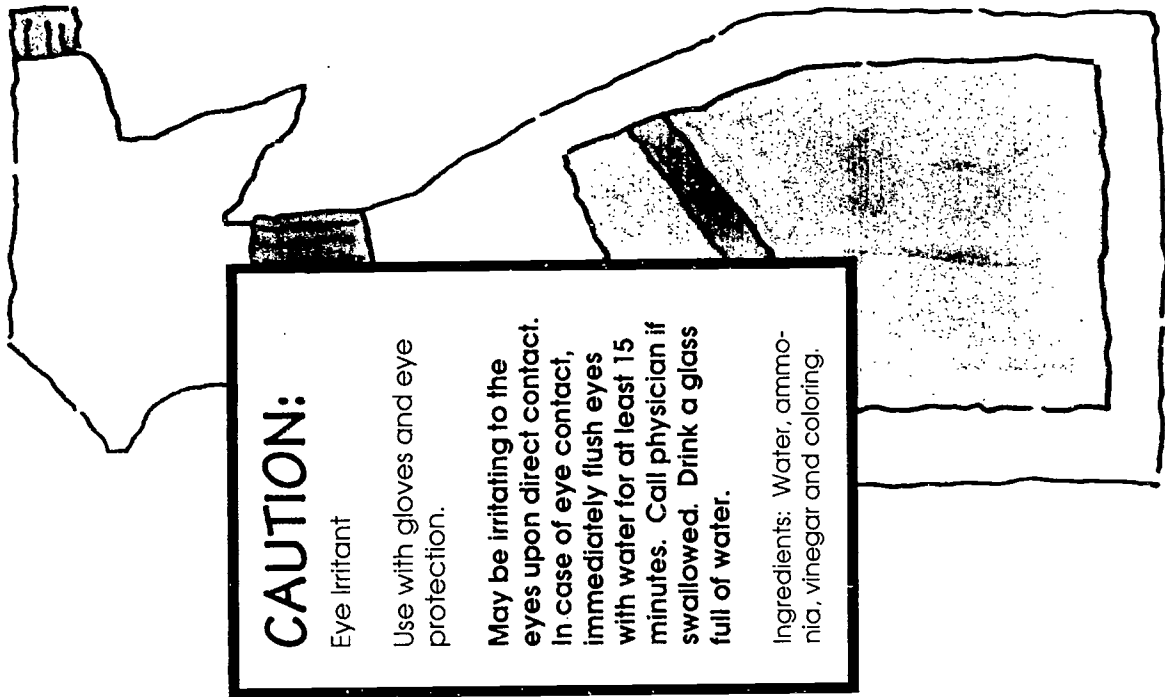 CAUTION:
Eye Irritant
Use with gloves and eye
protection.
May be irritating to the
eyes upon direct contact.
In case of eye contact,
immediately flush eyes
with water for at least 15
minutes. Call physician if
swallowed. Drink a glass
full of water.
Ingredients: Water, ammo-
nia, vinegar and coloring.